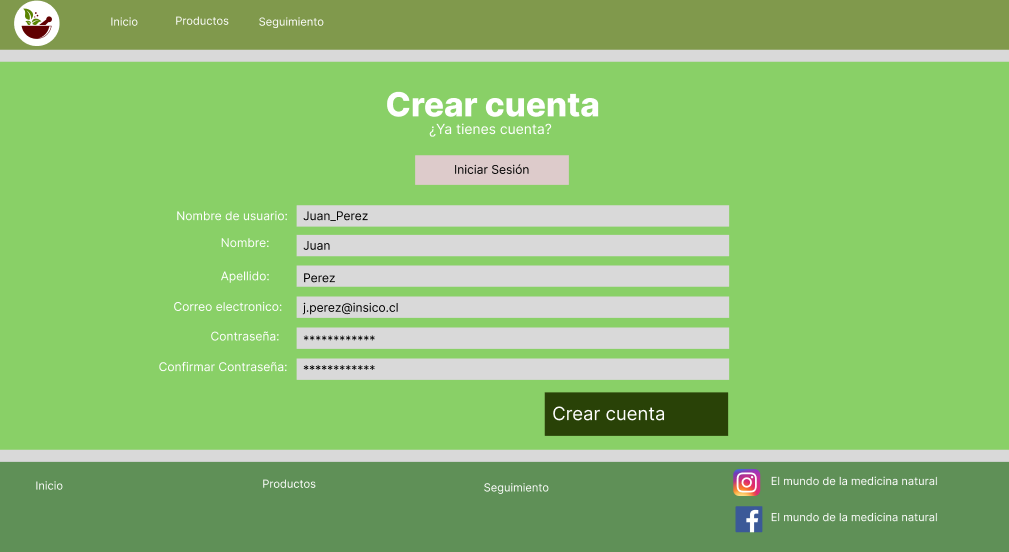 Inicio
Productos
Seguimiento
Crear cuenta
¿Ya tienes cuenta?
Iniciar Sesión
Nombre de usuario: Juan_Perez
Nombre: Juan
Apellido: Perez
Correo electronico: j.perez@insico.cl
Contraseña: ************
Confirmar Contraseña: ************
Crear cuenta
Inicio
Productos
Seguimiento
El mundo de la medicina natural
El mundo de la medicina natural